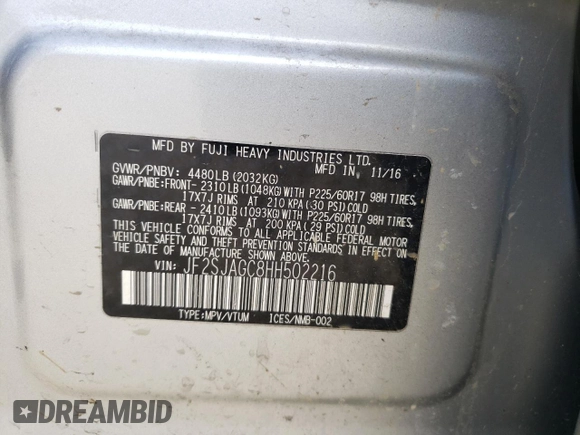 MFD BY FUJI HEAVY INDUSTRIES LTD.
MFD IN 11/16
GVWR/PNBV: 4480LB (2032KG)
GAWR/PNBE:FRONT- 2310LB(1048KG)WITH P225/60R17 98H TIRES,
17X7J RIMS AT 210 KPA(30 PSI)COLD
GAWR/PNBE:REAR -2410LB(1093KG)WITH P225/60R17 98H TIRES,
17X7J RIMS AT 200 KPA(29 PSI)COLD
THIS VEHICLE CONFORMS TO ALL APPLICABLE FEDERAL MOTOR
VEHICLE SAFETY AND BUMPER STANDARDS IN EFFECT ON THE
DATE OF MANUFACTURE SHOWN ABOVE.
VIN: JF2SJAGC8HH502216
TYPE:MPV/VTUM ICES/NMB-002
DREAMBID